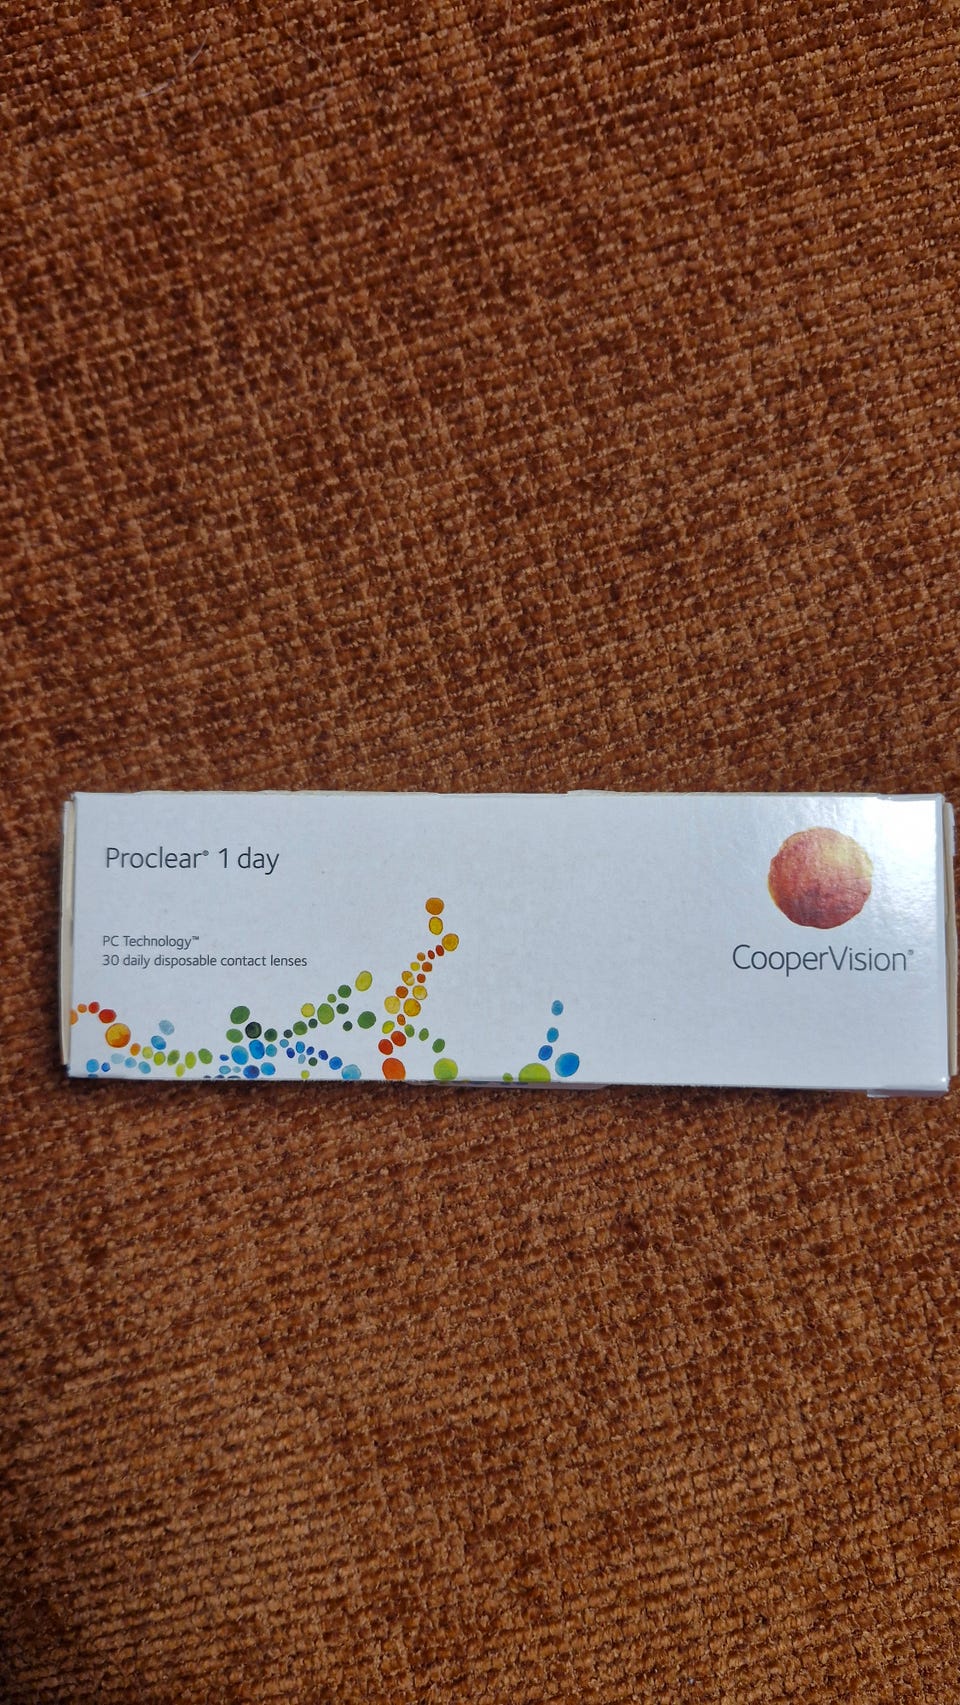 Proclear® 1 day
PC Technology™
30 daily disposable contact lenses
CooperVision®